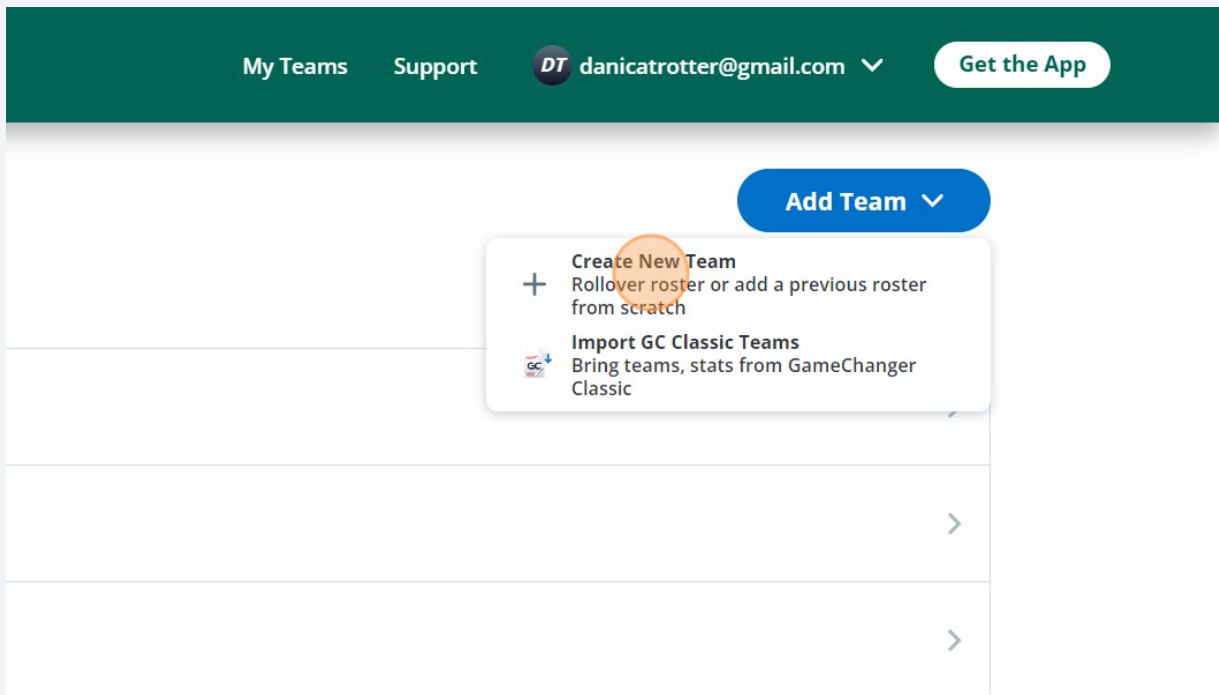 My Teams Support DT danicatrotter@gmail.com Get the App
Add Team
Create New Team
Rollover roster or add a previous roster
from scratch
Import GC Classic Teams
GC
Bring teams, stats from GameChanger
Classic